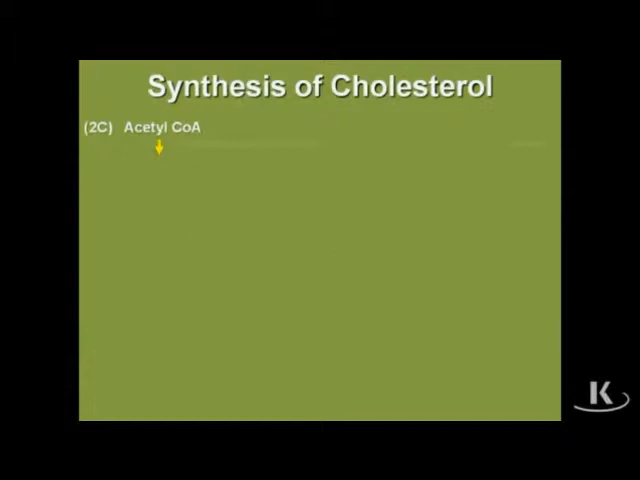 Synthesis of Cholesterol
(2C) Acetyl CoA
K